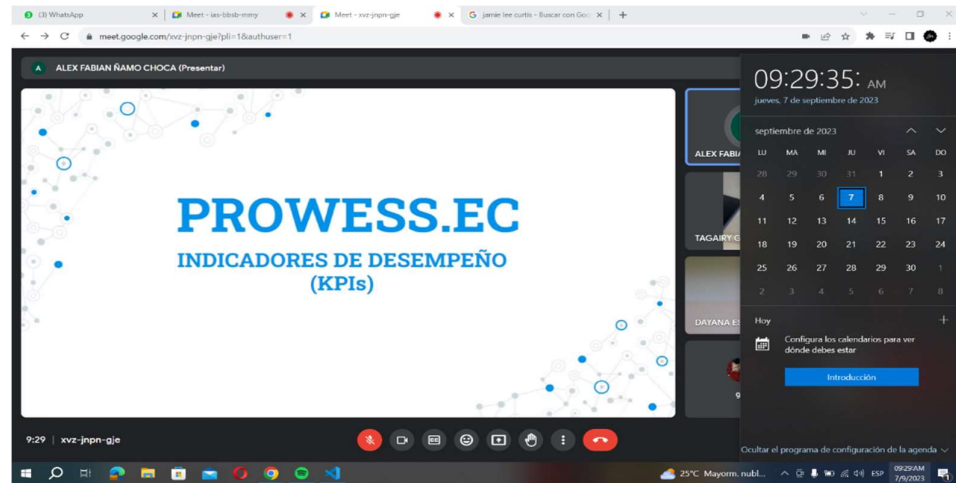 (3) WhatsApp
Meet - ias-bbsb-mmy
Meet - xvz-jnpn-gje
jamie lee curtis - Buscar con Goo
meet.google.com/xvz-jnpn-gje?pli=1&authuser=1
A ALEX FABIAN ÑAMO CHOCA (Presentar)
PROWESS.EC
INDICADORES DE DESEMPEÑO
(KPIs)
ALEX FABIA
TAGAIRY G
DAYANA E
9
09:29:35: AM
jueves, 7 de septiembre de 2023
septiembre de 2023
LU MA MI JU VI SA DO
28 29 30 31 1 2 3
4 5 6 7 8 9 10
11 12 13 14 15 16 17
18 19 20 21 22 23 24
25 26 27 28 29 30 1
2 3 4 5 6 7 8
Hoy
Configura los calendarios para ver
dónde debes estar
Introducción
Ocultar el programa de configuración de la agenda
9:29 | xvz-jnpn-gje
25°C Mayorm. nubl...
ESP
09:29 AM
7/9/2023